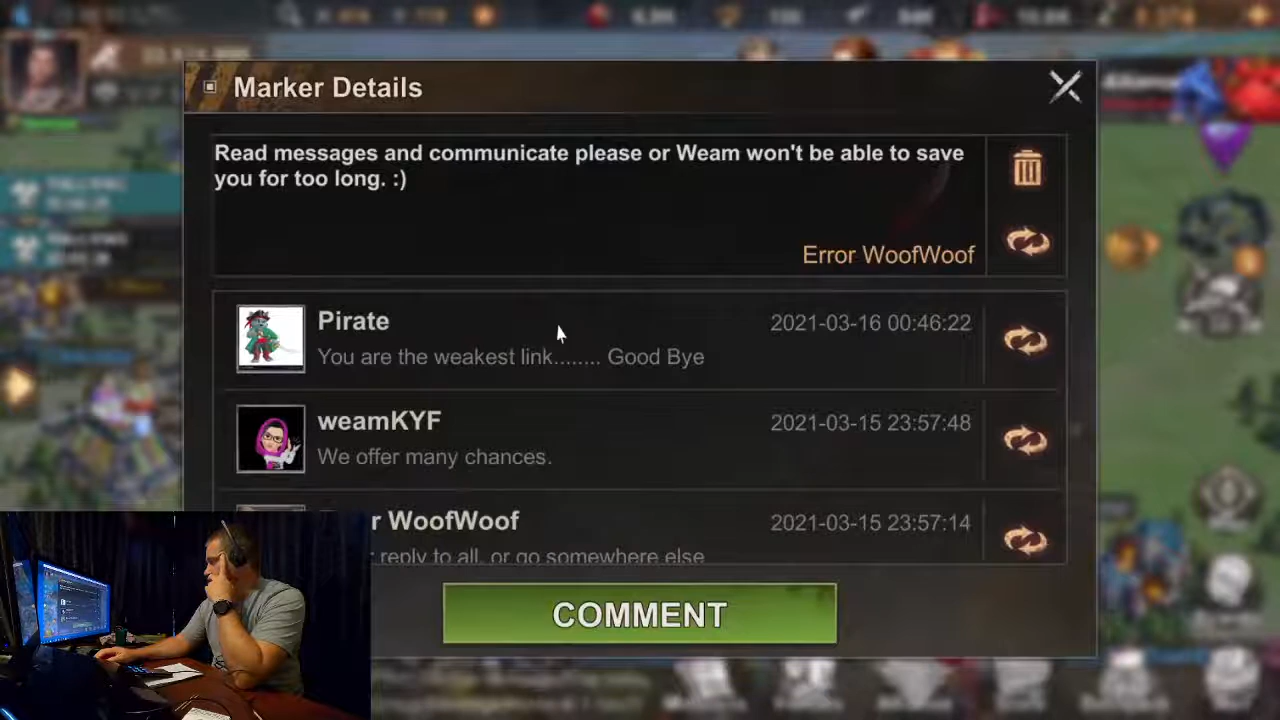 Marker Details
Read messages and communicate please or Weam won't be able to save
you for too long. :)
Error WoofWoof
Pirate
2021-03-16 00:46:22
You are the weakest link........ Good Bye
weamKYF
2021-03-15 23:57:48
We offer many chances.
r WoofWoof
2021-03-15 23:57:14
reply to all, or go somewhere else
COMMENT